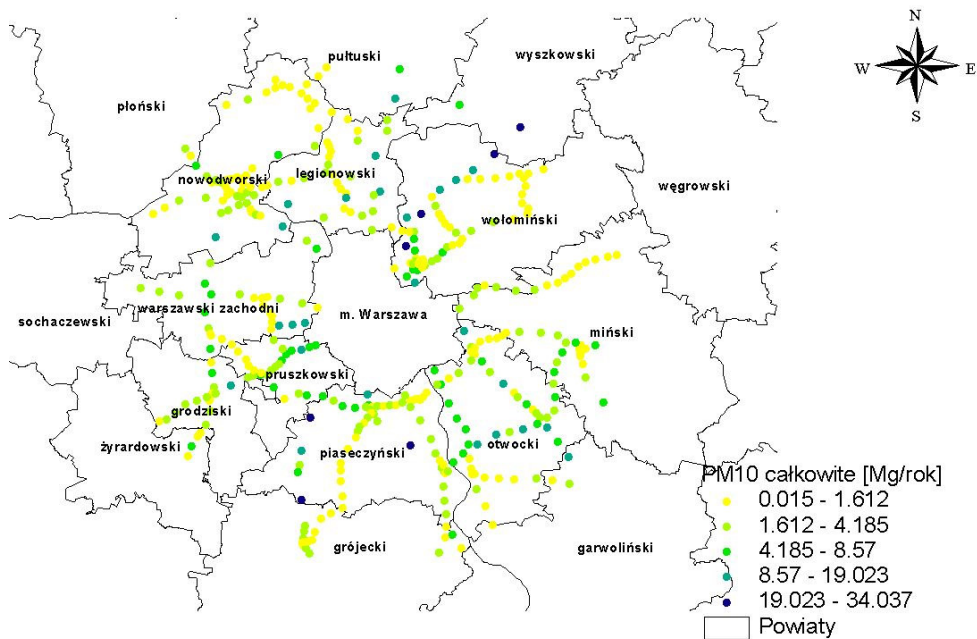 N
W E
S
pułtuski
wyszkowski
płoński
nowodworski
legionowski
węgrowski
wołomiński
sochaczewski
warszawski zachodni
m. Warszawa
miński
pruszkowski
grodziski
żyrardowski
piaseczyński
otwocki
grójecki
garwoliński
PM10 całkowite [Mg/rok]
0.015 - 1.612
1.612 - 4.185
4.185 - 8.57
8.57 - 19.023
19.023 - 34.037
Powiaty